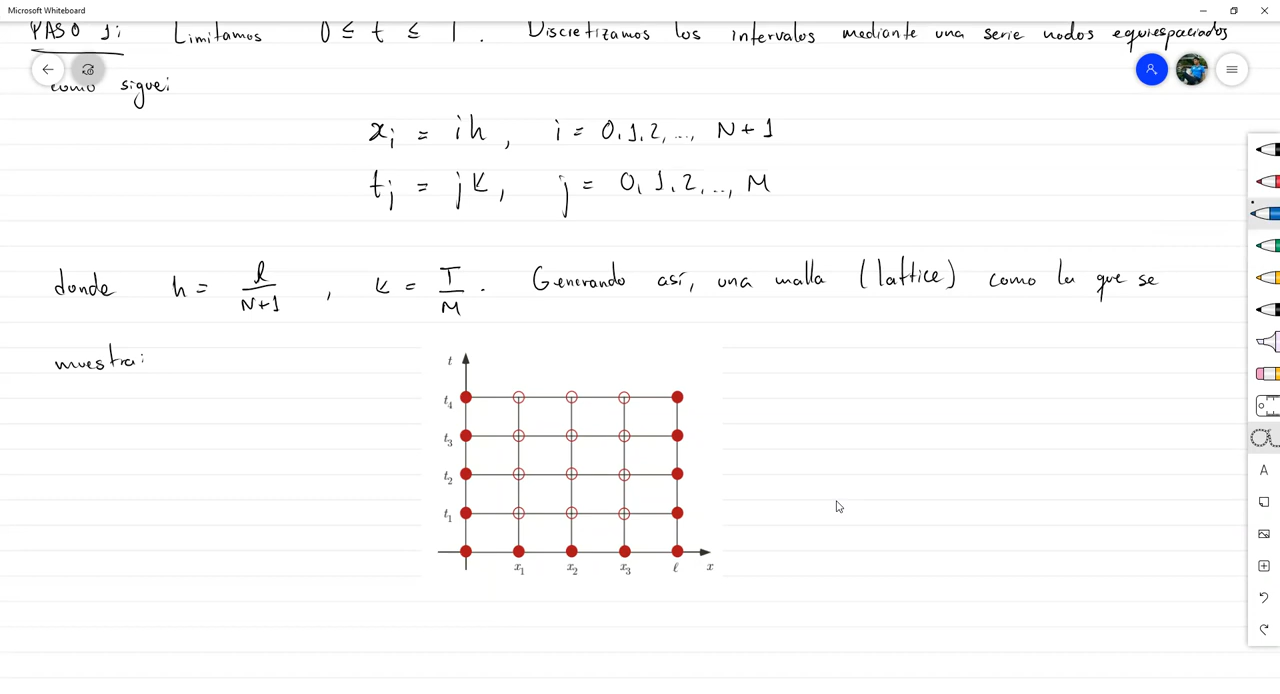 Microsoft Whiteboard
PASO 1: Limitamos 0 ≤ t ≤ T. Discretizamos los intervalos mediante una serie nodos equiespaciados
como sigue:
xᵢ = ih, i = 0,1,2,..., N+1
tⱼ = jk, j = 0,1,2,..., M
donde h = ℓ/(N+1), k = T/M. Generando así, una malla (lattice) como la que se
muestra:
t
t₄
t₃
t₂
t₁
x₁ x₂ x₃ ℓ x
A